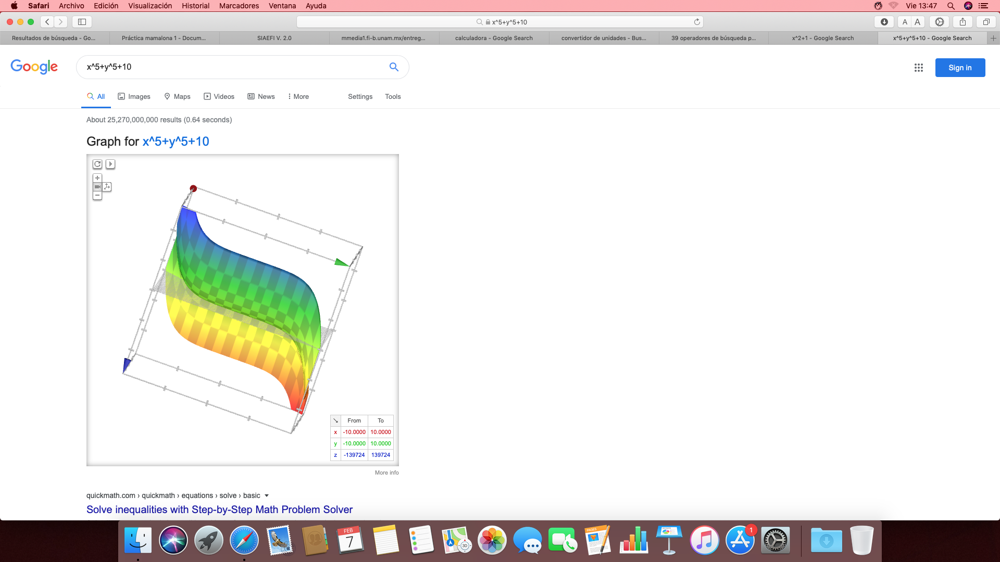 Safari Archivo Edición Visualización Historial Marcadores Ventana Ayuda Vie 13:47
x^5+y^5+10 A A
Resultados de búsqueda - Go... Práctica mamalona 1 - Docum... SIAEFI V. 2.0 mmedia1.fi-b.unam.mx/entreg... calculadora - Google Search convertidor de unidades - Bus... 39 operadores de búsqueda p... x^2+1 - Google Search x^5+y^5+10 - Google Search
Google x^5+y^5+10 Sign in
All Images Maps Videos News More Settings Tools
About 25,270,000,000 results (0.64 seconds)
Graph for x^5+y^5+10
From To
x -10.0000 10.0000
y -10.0000 10.0000
z -139724 139724
More info
quickmath.com › quickmath › equations › solve › basic
Solve inequalities with Step-by-Step Math Problem Solver
FEB
7
3D
PAGES
1